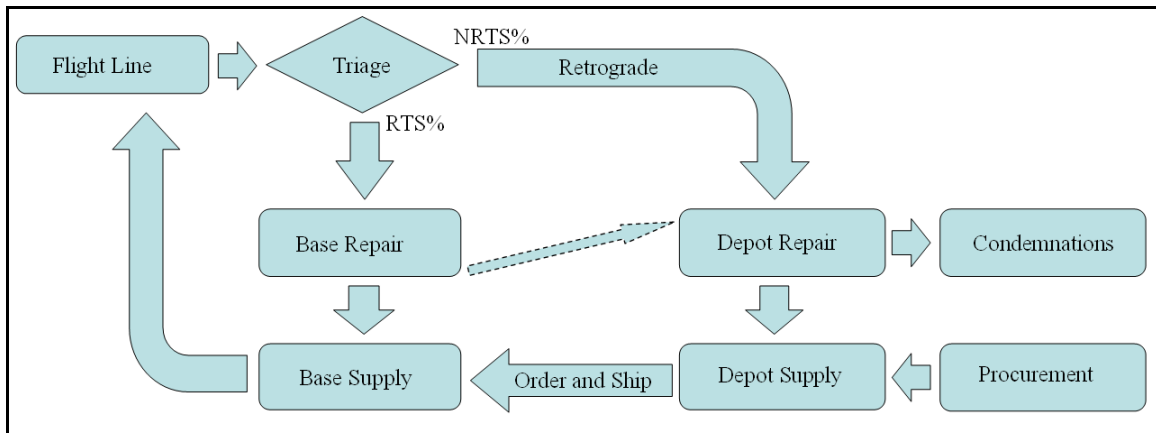 Flight Line
Triage
NRTS%
Retrograde
RTS%
Base Repair
Depot Repair
Condemnations
Base Supply
Order and Ship
Depot Supply
Procurement